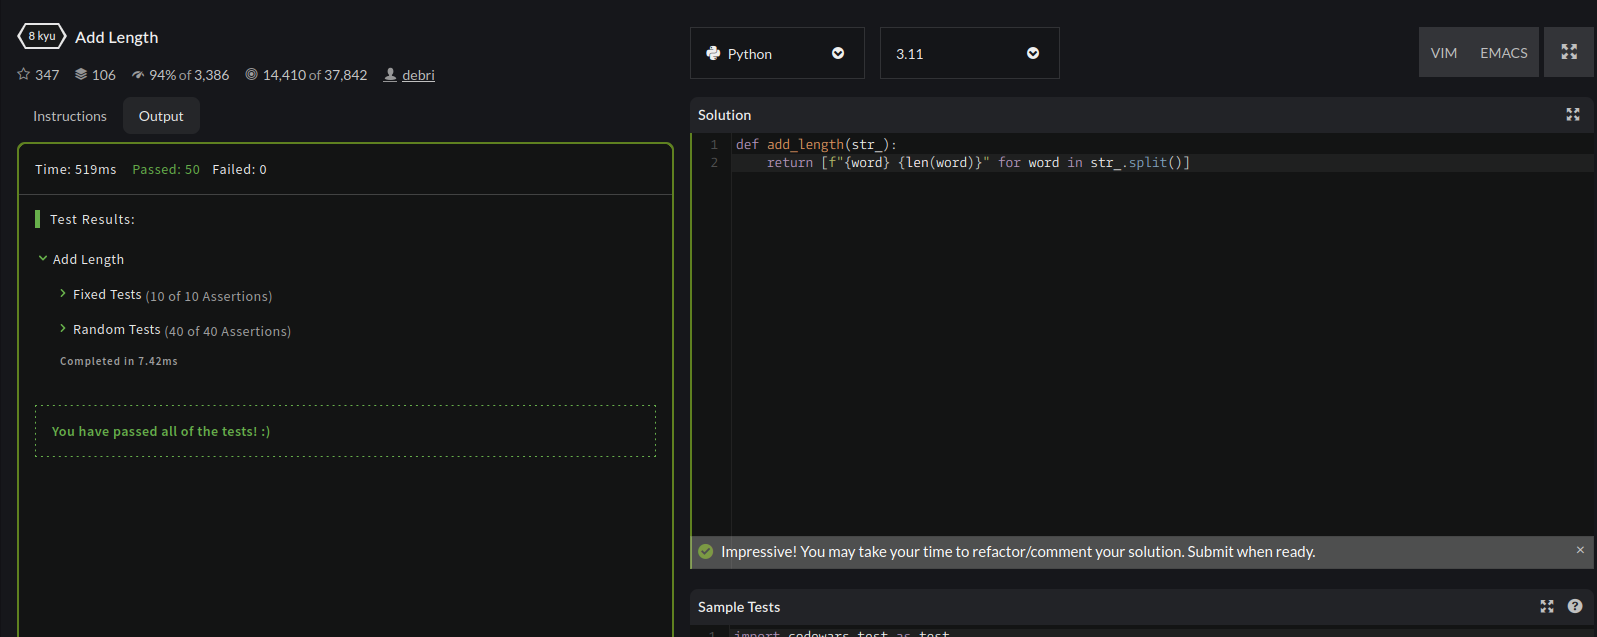 8 kyu Add Length
347 106 94% of 3,386 14,410 of 37,842 debri
Instructions Output
Time: 519ms Passed: 50 Failed: 0
Test Results:
Add Length
Fixed Tests (10 of 10 Assertions)
Random Tests (40 of 40 Assertions)
Completed in 7.42ms
You have passed all of the tests! :)
Python 3.11 VIM EMACS
Solution
1 def add_length(str_):
2     return [f"{word} {len(word)}" for word in str_.split()]
Impressive! You may take your time to refactor/comment your solution. Submit when ready. ×
Sample Tests ?
1 import codewars_test as test